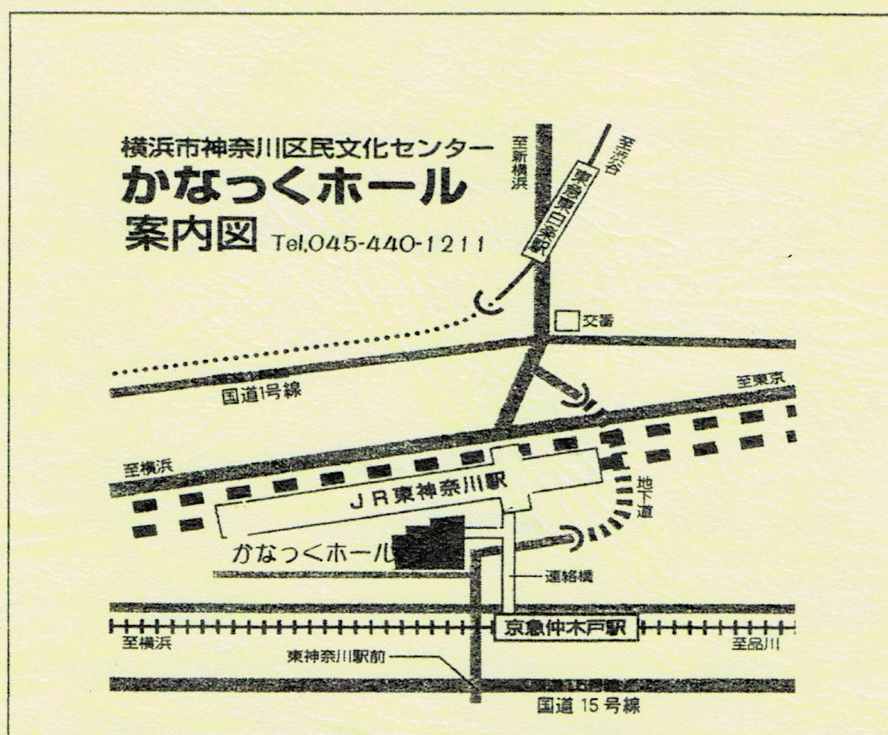 横浜市神奈川区民文化センター
かなっくホール
案内図 Tel.045-440-1211
至新横浜
至渋谷
東急東白楽駅
交番
国道1号線
至東京
至横浜
JR東神奈川駅
地下道
かなっくホール
連絡橋
京急仲木戸駅
至横浜
至品川
東神奈川駅前
国道15号線